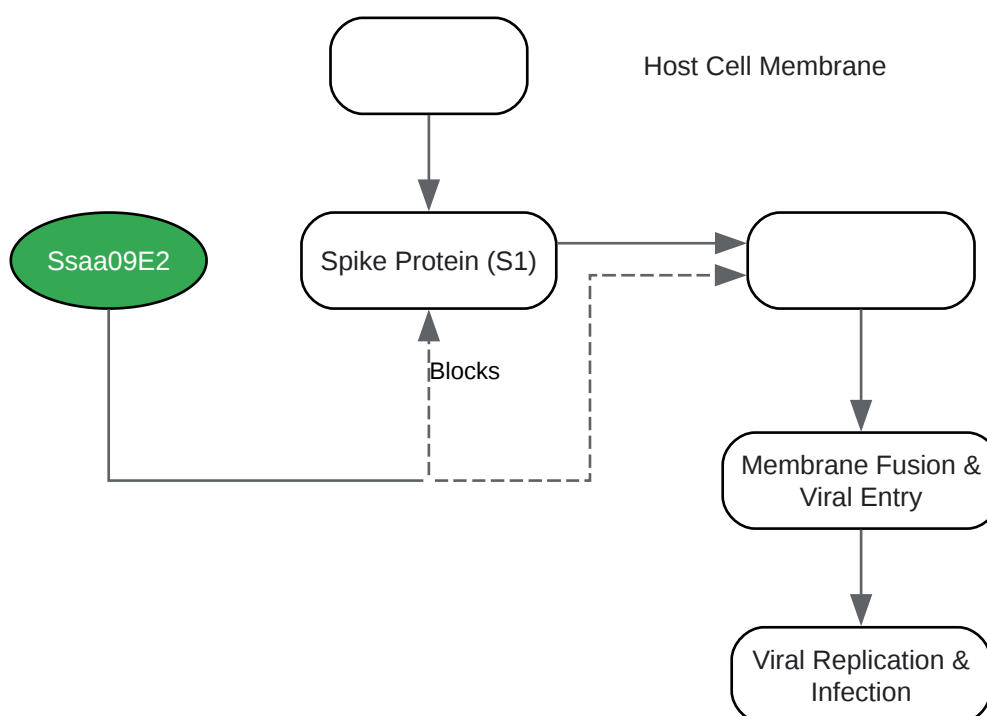 Host Cell Membrane
Ssaa09E2
Spike Protein (S1)
Blocks
Membrane Fusion &
Viral Entry
Viral Replication &
Infection